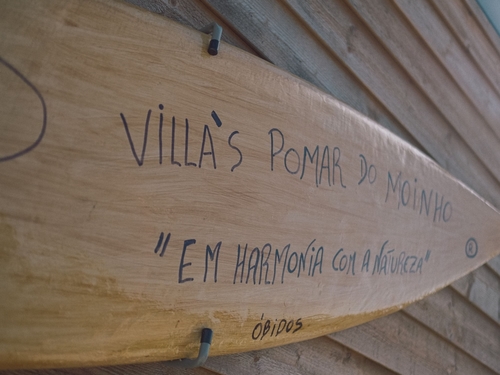 VILLA`S POMAR DO MOINHO
"EM HARMONIA COM A NATUREZA"
ÓBIDOS